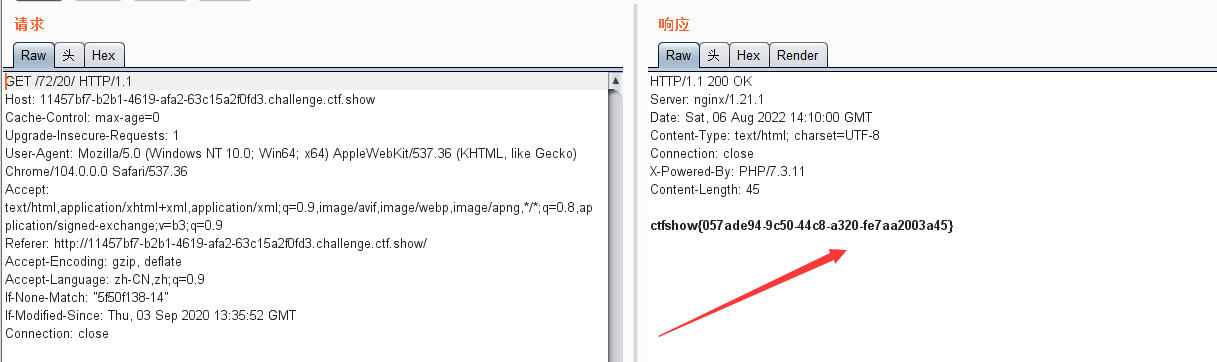 请求
Raw 头 Hex
GET /72/20/ HTTP/1.1
Host: 11457bf7-b2b1-4619-afa2-63c15a2f0fd3.challenge.ctf.show
Cache-Control: max-age=0
Upgrade-Insecure-Requests: 1
User-Agent: Mozilla/5.0 (Windows NT 10.0; Win64; x64) AppleWebKit/537.36 (KHTML, like Gecko)
Chrome/104.0.0.0 Safari/537.36
Accept:
text/html,application/xhtml+xml,application/xml;q=0.9,image/avif,image/webp,image/apng,*/*;q=0.8,ap
plication/signed-exchange;v=b3;q=0.9
Referer: http://11457bf7-b2b1-4619-afa2-63c15a2f0fd3.challenge.ctf.show/
Accept-Encoding: gzip, deflate
Accept-Language: zh-CN,zh;q=0.9
If-None-Match: "5f50f138-14"
If-Modified-Since: Thu, 03 Sep 2020 13:35:52 GMT
Connection: close
响应
Raw 头 Hex Render
HTTP/1.1 200 OK
Server: nginx/1.21.1
Date: Sat, 06 Aug 2022 14:10:00 GMT
Content-Type: text/html; charset=UTF-8
Connection: close
X-Powered-By: PHP/7.3.11
Content-Length: 45
ctfshow{057ade94-9c50-44c8-a320-fe7aa2003a45}